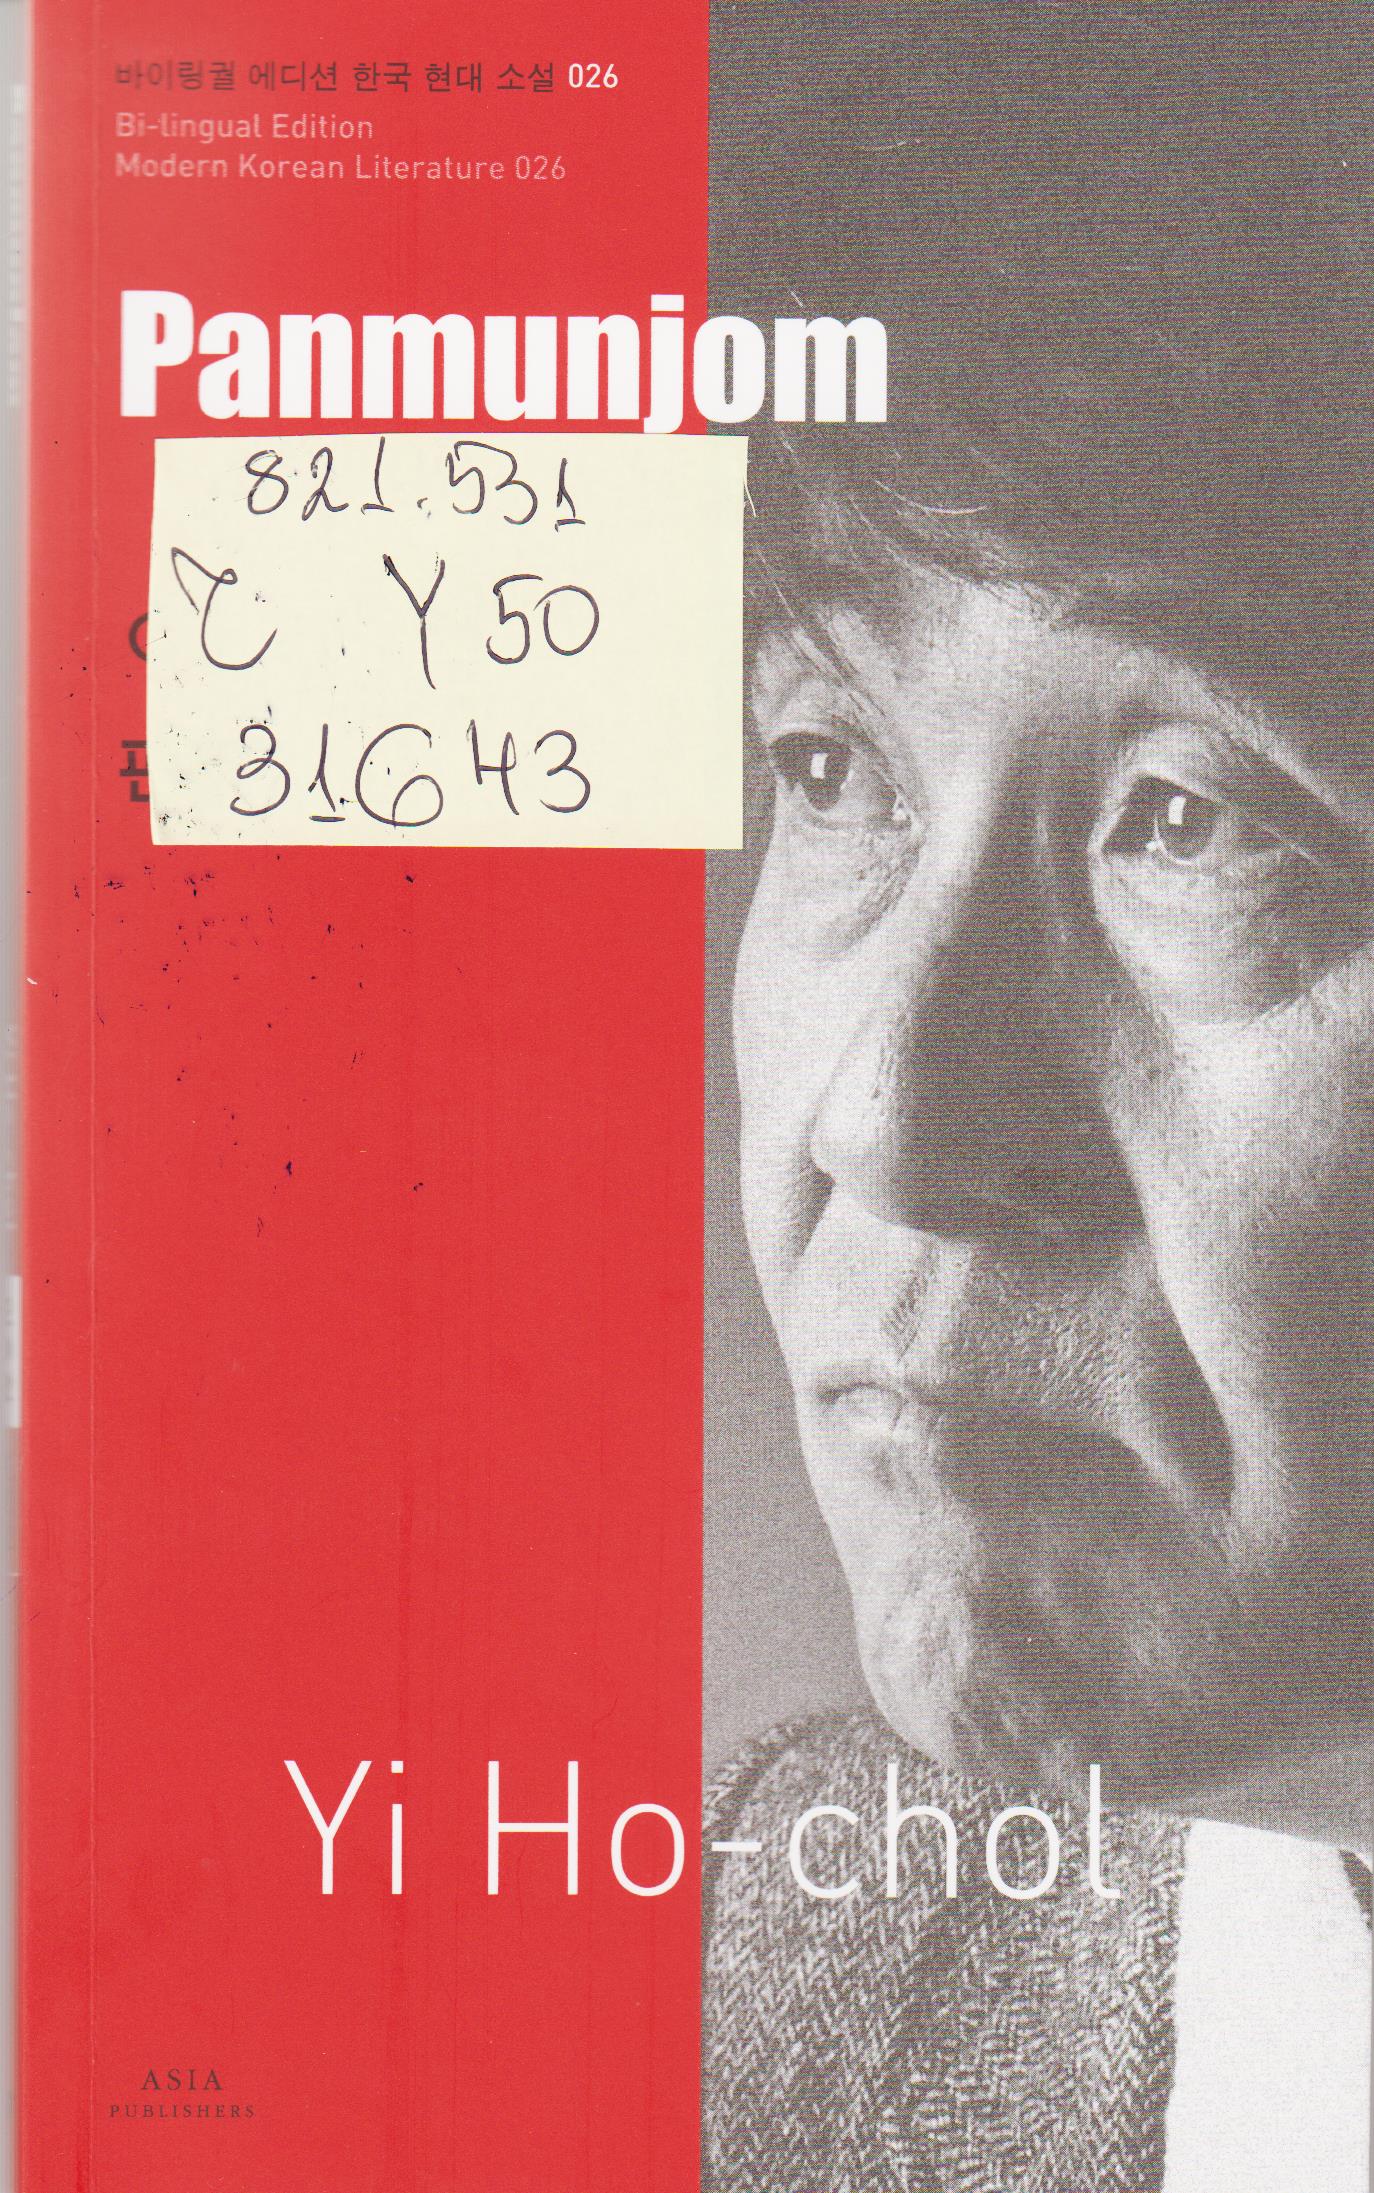 바이링궐 에디션 한국 현대 소설 026
Bi-lingual Edition
Modern Korean Literature 026
Panmunjom
821.531
Y 50
31643
Yi Ho-chol
ASIA
PUBLISHERS